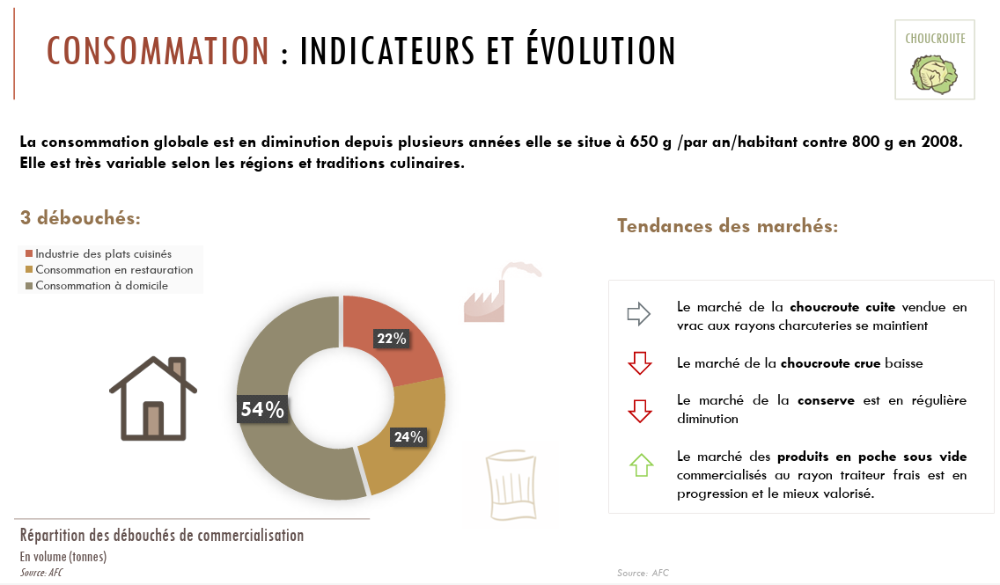 CONSOMMATION : INDICATEURS ET ÉVOLUTION
CHOUCROUTE
La consommation globale est en diminution depuis plusieurs années elle se situe à 650 g /par an/habitant contre 800 g en 2008.
Elle est très variable selon les régions et traditions culinaires.
3 débouchés:
Industrie des plats cuisinés
Consommation en restauration
Consommation à domicile
22%
54%
24%
Répartition des débouchés de commercialisation
En volume (tonnes)
Source: AFC
Tendances des marchés:
Le marché de la choucroute cuite vendue en
vrac aux rayons charcuteries se maintient
Le marché de la choucroute crue baisse
Le marché de la conserve est en régulière
diminution
Le marché des produits en poche sous vide
commercialisés au rayon traiteur frais est en
progression et le mieux valorisé.
Source: AFC